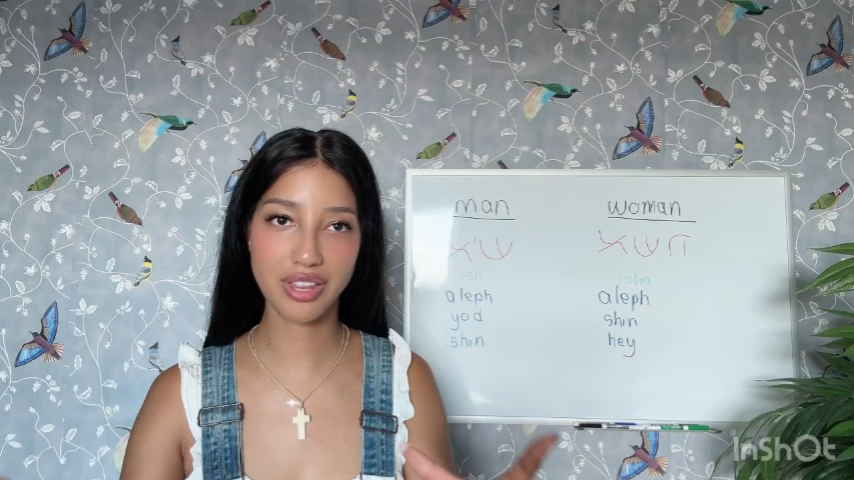 man
איש
ish
aleph
yod
shin
woman
אשה
isha
aleph
shin
hey
InShOt